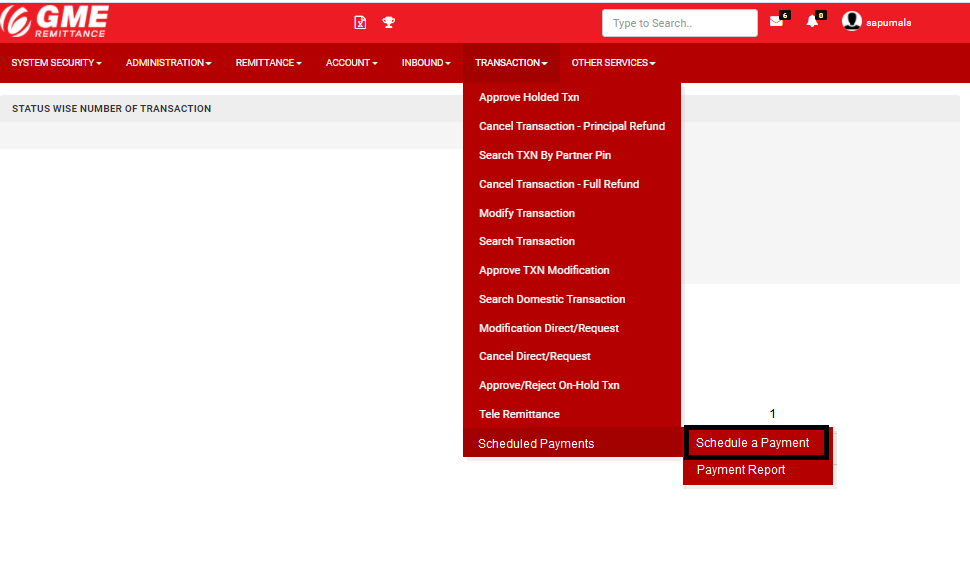 GME
REMITTANCE
Type to Search..
6
0
sapumala
SYSTEM SECURITY
ADMINISTRATION
REMITTANCE
ACCOUNT
INBOUND
TRANSACTION
OTHER SERVICES
STATUS WISE NUMBER OF TRANSACTION
Approve Holded Txn
Cancel Transaction - Principal Refund
Search TXN By Partner Pin
Cancel Transaction - Full Refund
Modify Transaction
Search Transaction
Approve TXN Modification
Search Domestic Transaction
Modification Direct/Request
Cancel Direct/Request
Approve/Reject On-Hold Txn
Tele Remittance
Scheduled Payments
1
Schedule a Payment
Payment Report